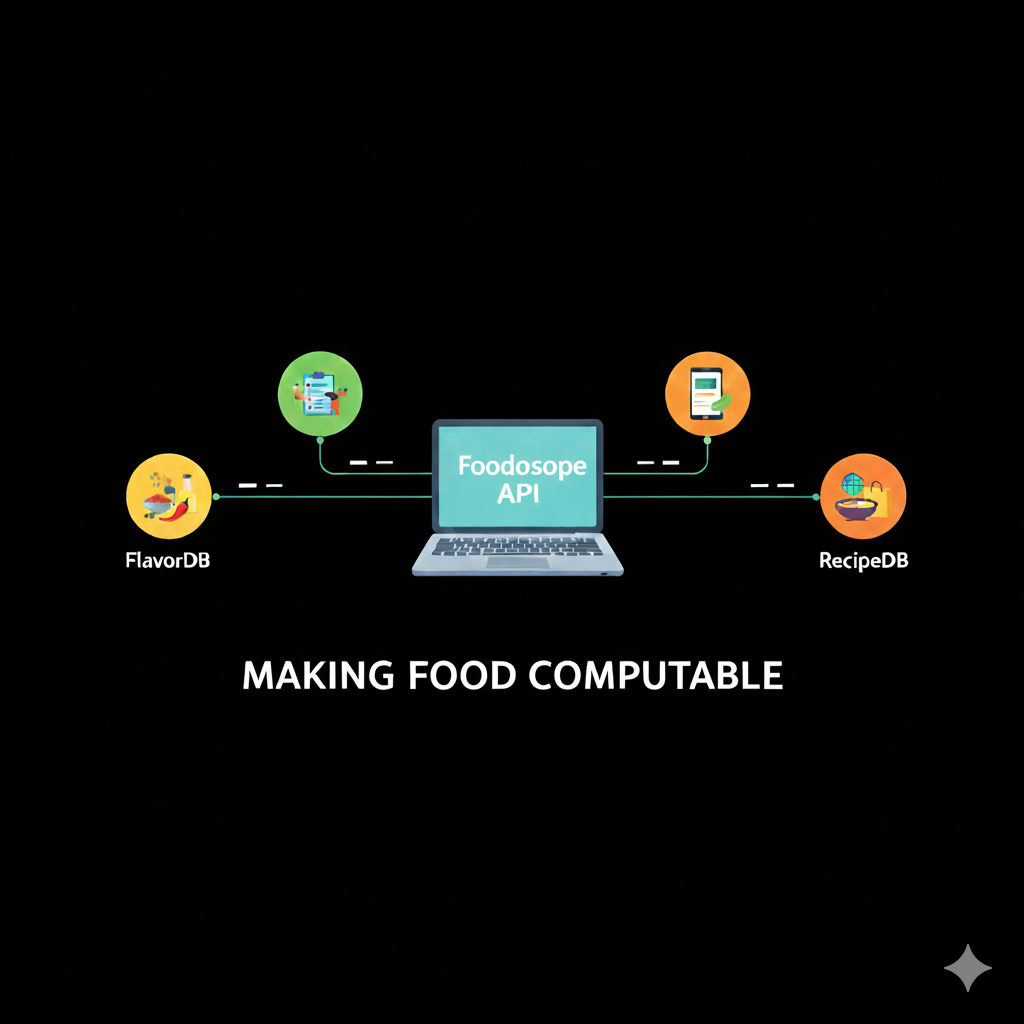 Foodosope
API
FlavorDB
RecipeDB
MAKING FOOD COMPUTABLE